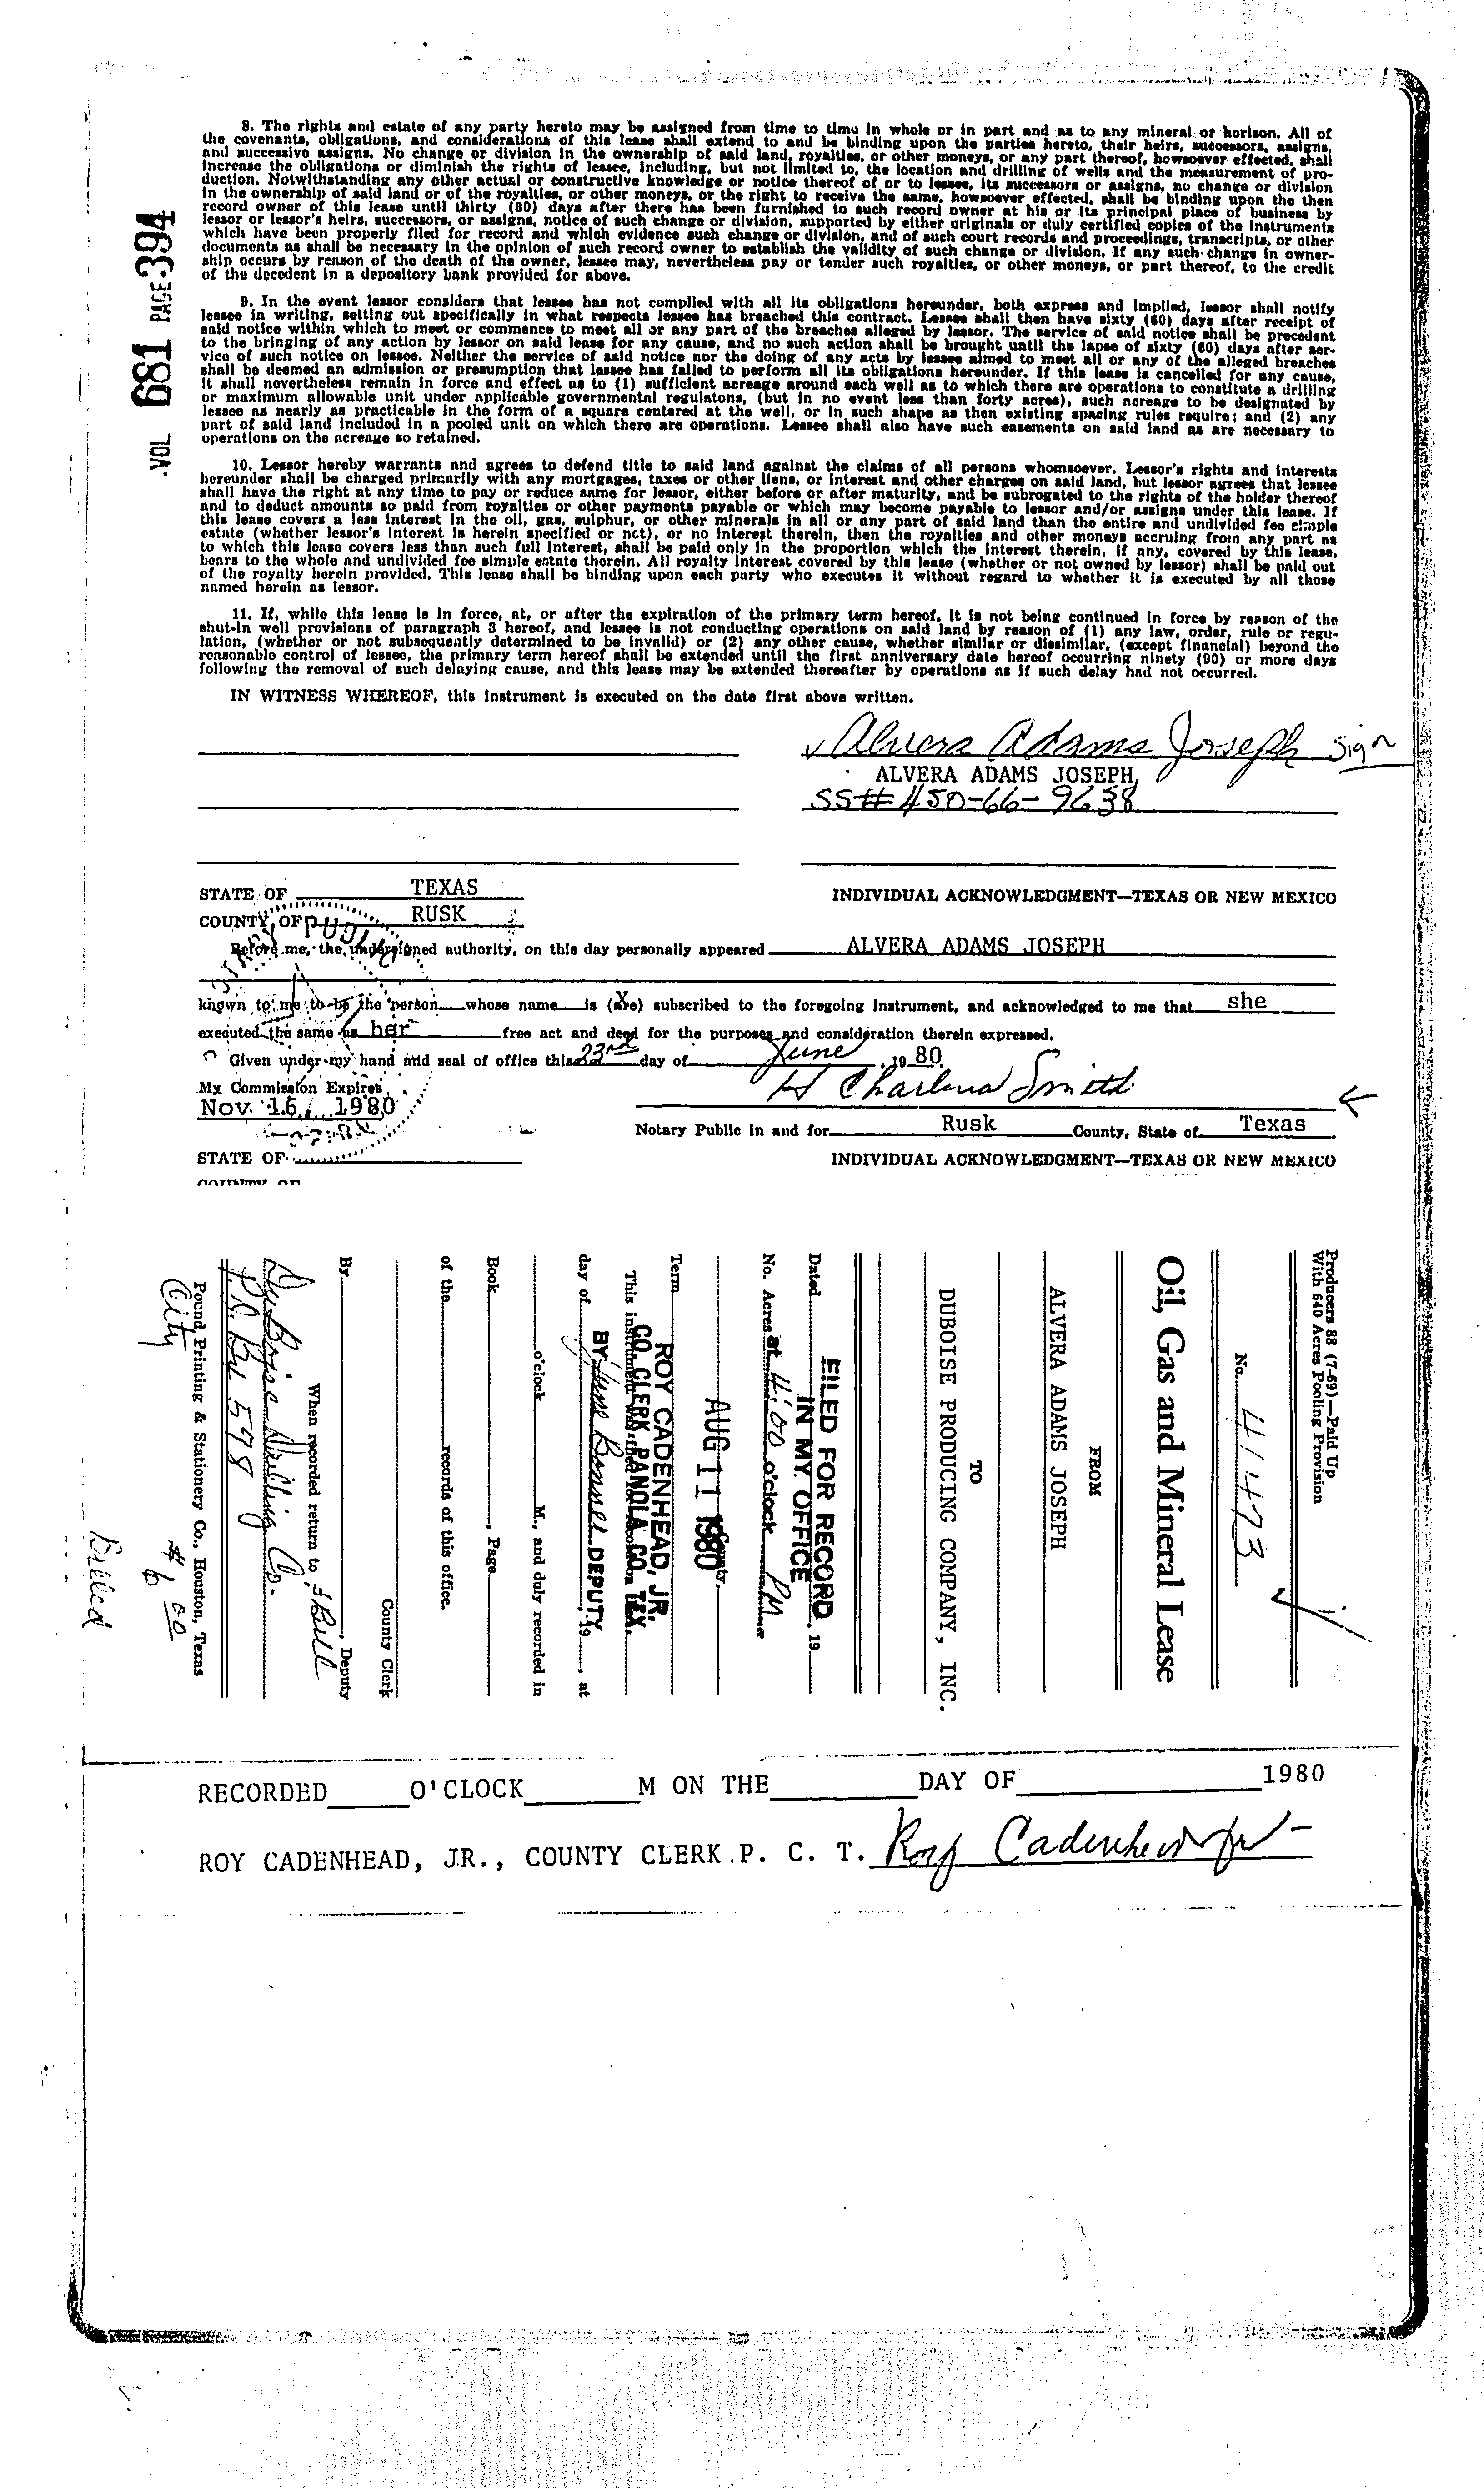 8. The rights and estate of any party hereto may be assigned from time to time in whole or in part and as to any mineral or horizon. All of
the covenants, obligations, and considerations of this lease shall extend to and be binding upon the parties hereto, their heirs, successors, assigns,
and successive assigns. No change or division in the ownership of said land, royalties, or other moneys, or any part thereof, howsoever effected, shall
increase the obligations or diminish the rights of lessee, including, but not limited to, the location and drilling of wells and the measurement of pro-
duction. Notwithstanding any other actual or constructive knowledge or notice thereof of or to lessee, its successors or assigns, no change or division
in the ownership of said land or of the royalties, or other moneys, or the right to receive the same, howsoever effected, shall be binding upon the then
record owner of this lease until thirty (30) days after there has been furnished to such record owner at his or its principal place of business by
lessor or lessor's heirs, successors, or assigns, notice of such change or division, supported by either originals or duly certified copies of the instruments
which have been properly filed for record and which evidence such change or division, and of such court records and proceedings, transcripts, or other
documents as shall be necessary in the opinion of such record owner to establish the validity of such change or division. If any such change in owner-
ship occurs by reason of the death of the owner, lessee may, nevertheless pay or tender such royalties, or other moneys, or part thereof, to the credit
of the decedent in a depository bank provided for above.
VOL 681 PAGE 394
9. In the event lessor considers that lessee has not complied with all its obligations hereunder, both express and implied, lessor shall notify
lessee in writing, setting out specifically in what respects lessee has breached this contract. Lessee shall then have sixty (60) days after receipt of
said notice within which to meet or commence to meet all or any part of the breaches alleged by lessor. The service of said notice shall be precedent
to the bringing of any action by lessor on said lease for any cause, and no such action shall be brought until the lapse of sixty (60) days after ser-
vice of such notice on lessee. Neither the service of said notice nor the doing of any acts by lessee aimed to meet all or any of the alleged breaches
shall be deemed an admission or presumption that lessee has failed to perform all its obligations hereunder. If this lease is cancelled for any cause,
it shall nevertheless remain in force and effect as to (1) sufficient acreage around each well as to which there are operations to constitute a drilling
or maximum allowable unit under applicable governmental regulatons, (but in no event less than forty acres), such acreage to be designated by
lessee as nearly as practicable in the form of a square centered at the well, or in such shape as then existing spacing rules require; and (2) any
part of said land included in a pooled unit on which there are operations. Lessee shall also have such easements on said land as are necessary to
operations on the acreage so retained.
10. Lessor hereby warrants and agrees to defend title to said land against the claims of all persons whomsoever. Lessor's rights and interests
hereunder shall be charged primarily with any mortgages, taxes or other liens, or interest and other charges on said land, but lessor agrees that lessee
shall have the right at any time to pay or reduce same for lessor, either before or after maturity, and be subrogated to the rights of the holder thereof
and to deduct amounts so paid from royalties or other payments payable or which may become payable to lessor and/or assigns under this lease. If
this lease covers a less interest in the oil, gas, sulphur, or other minerals in all or any part of said land than the entire and undivided fee simple
estate (whether lessor's interest is herein specified or not), or no interest therein, then the royalties and other moneys accruing from any part as
to which this lease covers less than such full interest, shall be paid only in the proportion which the interest therein, if any, covered by this lease,
bears to the whole and undivided fee simple estate therein. All royalty interest covered by this lease (whether or not owned by lessor) shall be paid out
of the royalty herein provided. This lease shall be binding upon each party who executes it without regard to whether it is executed by all those
named herein as lessor.
11. If, while this lease is in force, at, or after the expiration of the primary term hereof, it is not being continued in force by reason of the
shut-in well provisions of paragraph 3 hereof, and lessee is not conducting operations on said land by reason of (1) any law, order, rule or regu-
lation, (whether or not subsequently determined to be invalid) or (2) any other cause, whether similar or dissimilar, (except financial) beyond the
reasonable control of lessee, the primary term hereof shall be extended until the first anniversary date hereof occurring ninety (90) or more days
following the removal of such delaying cause, and this lease may be extended thereafter by operations as if such delay had not occurred.
IN WITNESS WHEREOF, this instrument is executed on the date first above written.
Alvera Adams Joseph sign
ALVERA ADAMS JOSEPH
SS# 450-66-9638
STATE OF TEXAS
INDIVIDUAL ACKNOWLEDGMENT—TEXAS OR NEW MEXICO
COUNTY OF RUSK
Before me, the undersigned authority, on this day personally appeared ALVERA ADAMS JOSEPH
known to me to be the person whose name is (are) subscribed to the foregoing instrument, and acknowledged to me that she
executed the same as her free act and deed for the purposes and consideration therein expressed.
Given under my hand and seal of office this 23rd day of June, 1980.
My Commission Expires
Nov. 16, 1980
H Charlena Smith
Notary Public in and for Rusk County, State of Texas
STATE OF
INDIVIDUAL ACKNOWLEDGMENT—TEXAS OR NEW MEXICO
COUNTY OF
Producers 88 (7-69)—Paid Up
With 640 Acres Pooling Provision
No. 41423
Oil, Gas and Mineral Lease
FROM
ALVERA ADAMS JOSEPH
TO
DUBOISE PRODUCING COMPANY, INC.
Dated , 19
FILED FOR RECORD
IN MY OFFICE
No. Acres
at 4:00 o'clock PM
AUG 11 1980
County,
Term
ROY CADENHEAD, JR.
CO. CLERK PANOLA CO. TEX.
This instrument was filed
BY June Bonner DEPUTY
day of , 19 , at
o'clock M., and duly recorded in
Book , Page
of the records of this office.
County Clerk
By , Deputy
When recorded return to & Bill
DuBoise Drilling Co.
P.O. Bx 578
Pound Printing & Stationery Co., Houston, Texas
City
$6.00
Billed
RECORDED O'CLOCK M ON THE DAY OF 1980
ROY CADENHEAD, JR., COUNTY CLERK P. C. T. Roy Cadenhead Jr